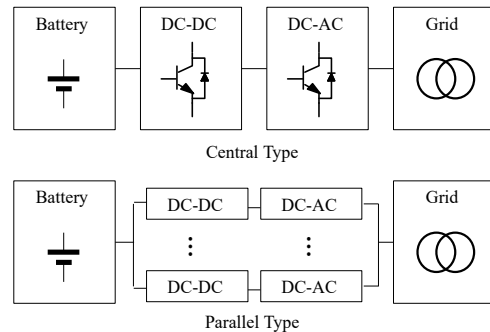 Battery
DC-DC
DC-AC
Grid
Central Type
Battery
DC-DC
DC-AC
Grid
DC-DC
DC-AC
Parallel Type